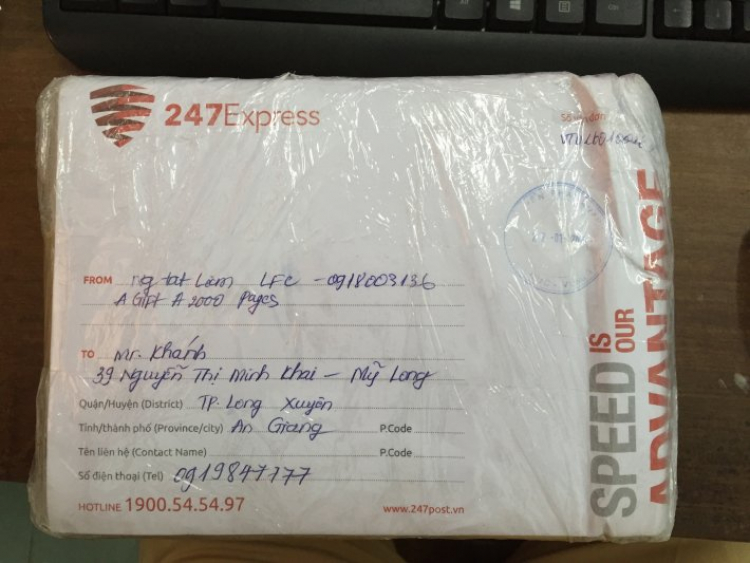 247Express
FROM ng tat Lâm LFC - 0918003136
A Gift A 2000 Pages
TO Mr. Khánh
39 Nguyễn Thị Minh Khai - Mỹ Long
Quận/Huyện (District) TP. Long Xuyên
Tỉnh/thành phố (Province/city) An Giang P.Code
Tên liên hệ (Contact Name) P.Code
Số điện thoại (Tel) 0919847177
HOTLINE 1900.54.54.97 www.247post.vn
SPEED IS OUR ADVANTAGE